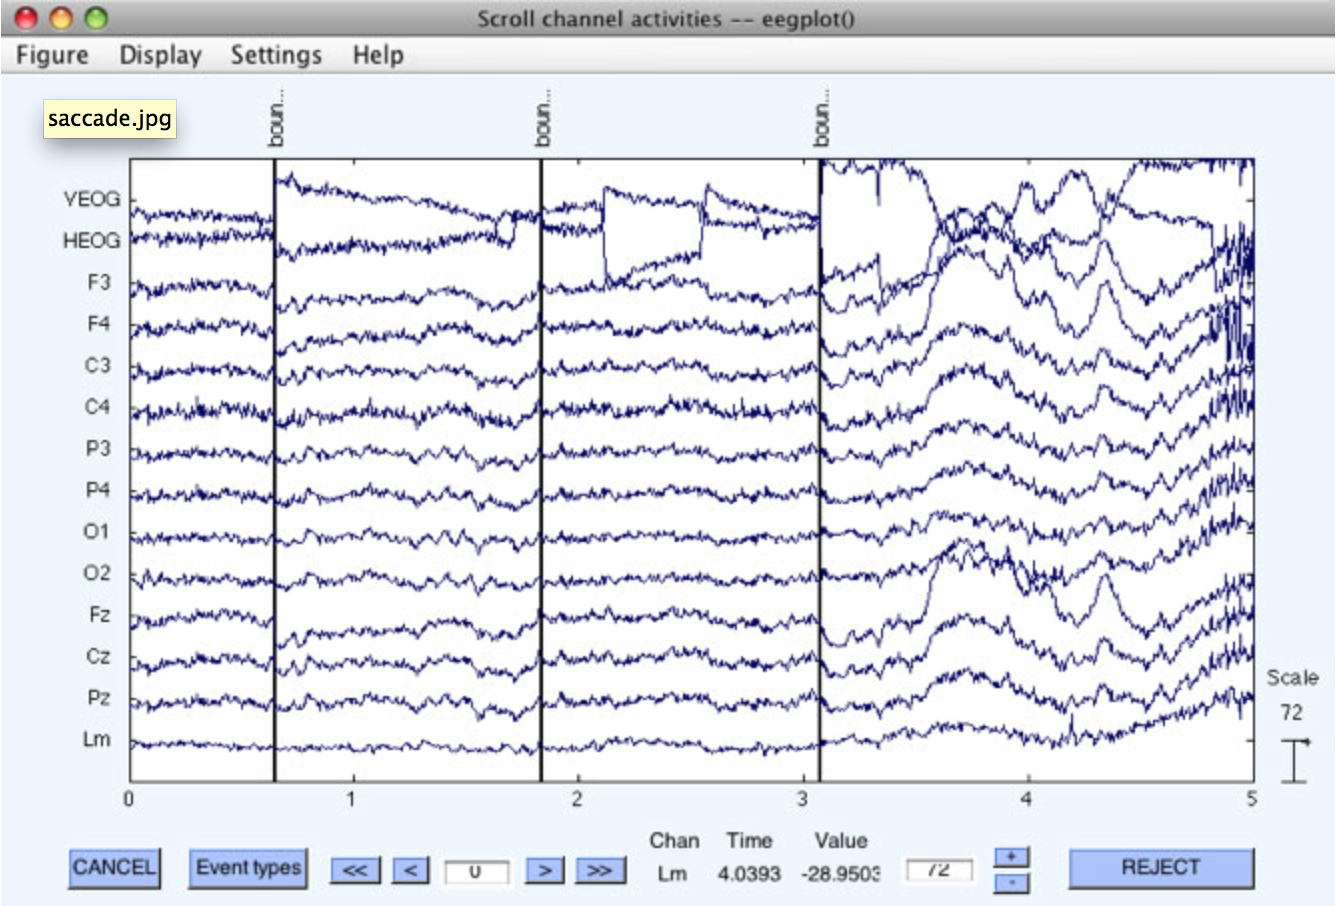 Scroll channel activities -- eegplot()
Figure Display Settings Help
saccade.jpg
boun... boun... boun...
VEOG
HEOG
F3
F4
C3
C4
P3
P4
O1
O2
Fz
Cz
Pz
Lm
Scale
72
0 1 2 3 4 5
Chan Time Value
CANCEL Event types << < 0 > >> Lm 4.0393 -28.9503 72 + - REJECT